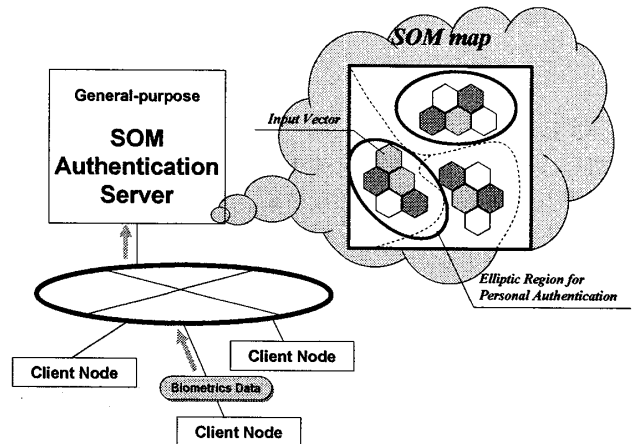 SOM map
General-purpose
SOM
Authentication
Server
Input Vector
Elliptic Region for
Personal Authentication
Client Node
Client Node
Biometrics Data
Client Node